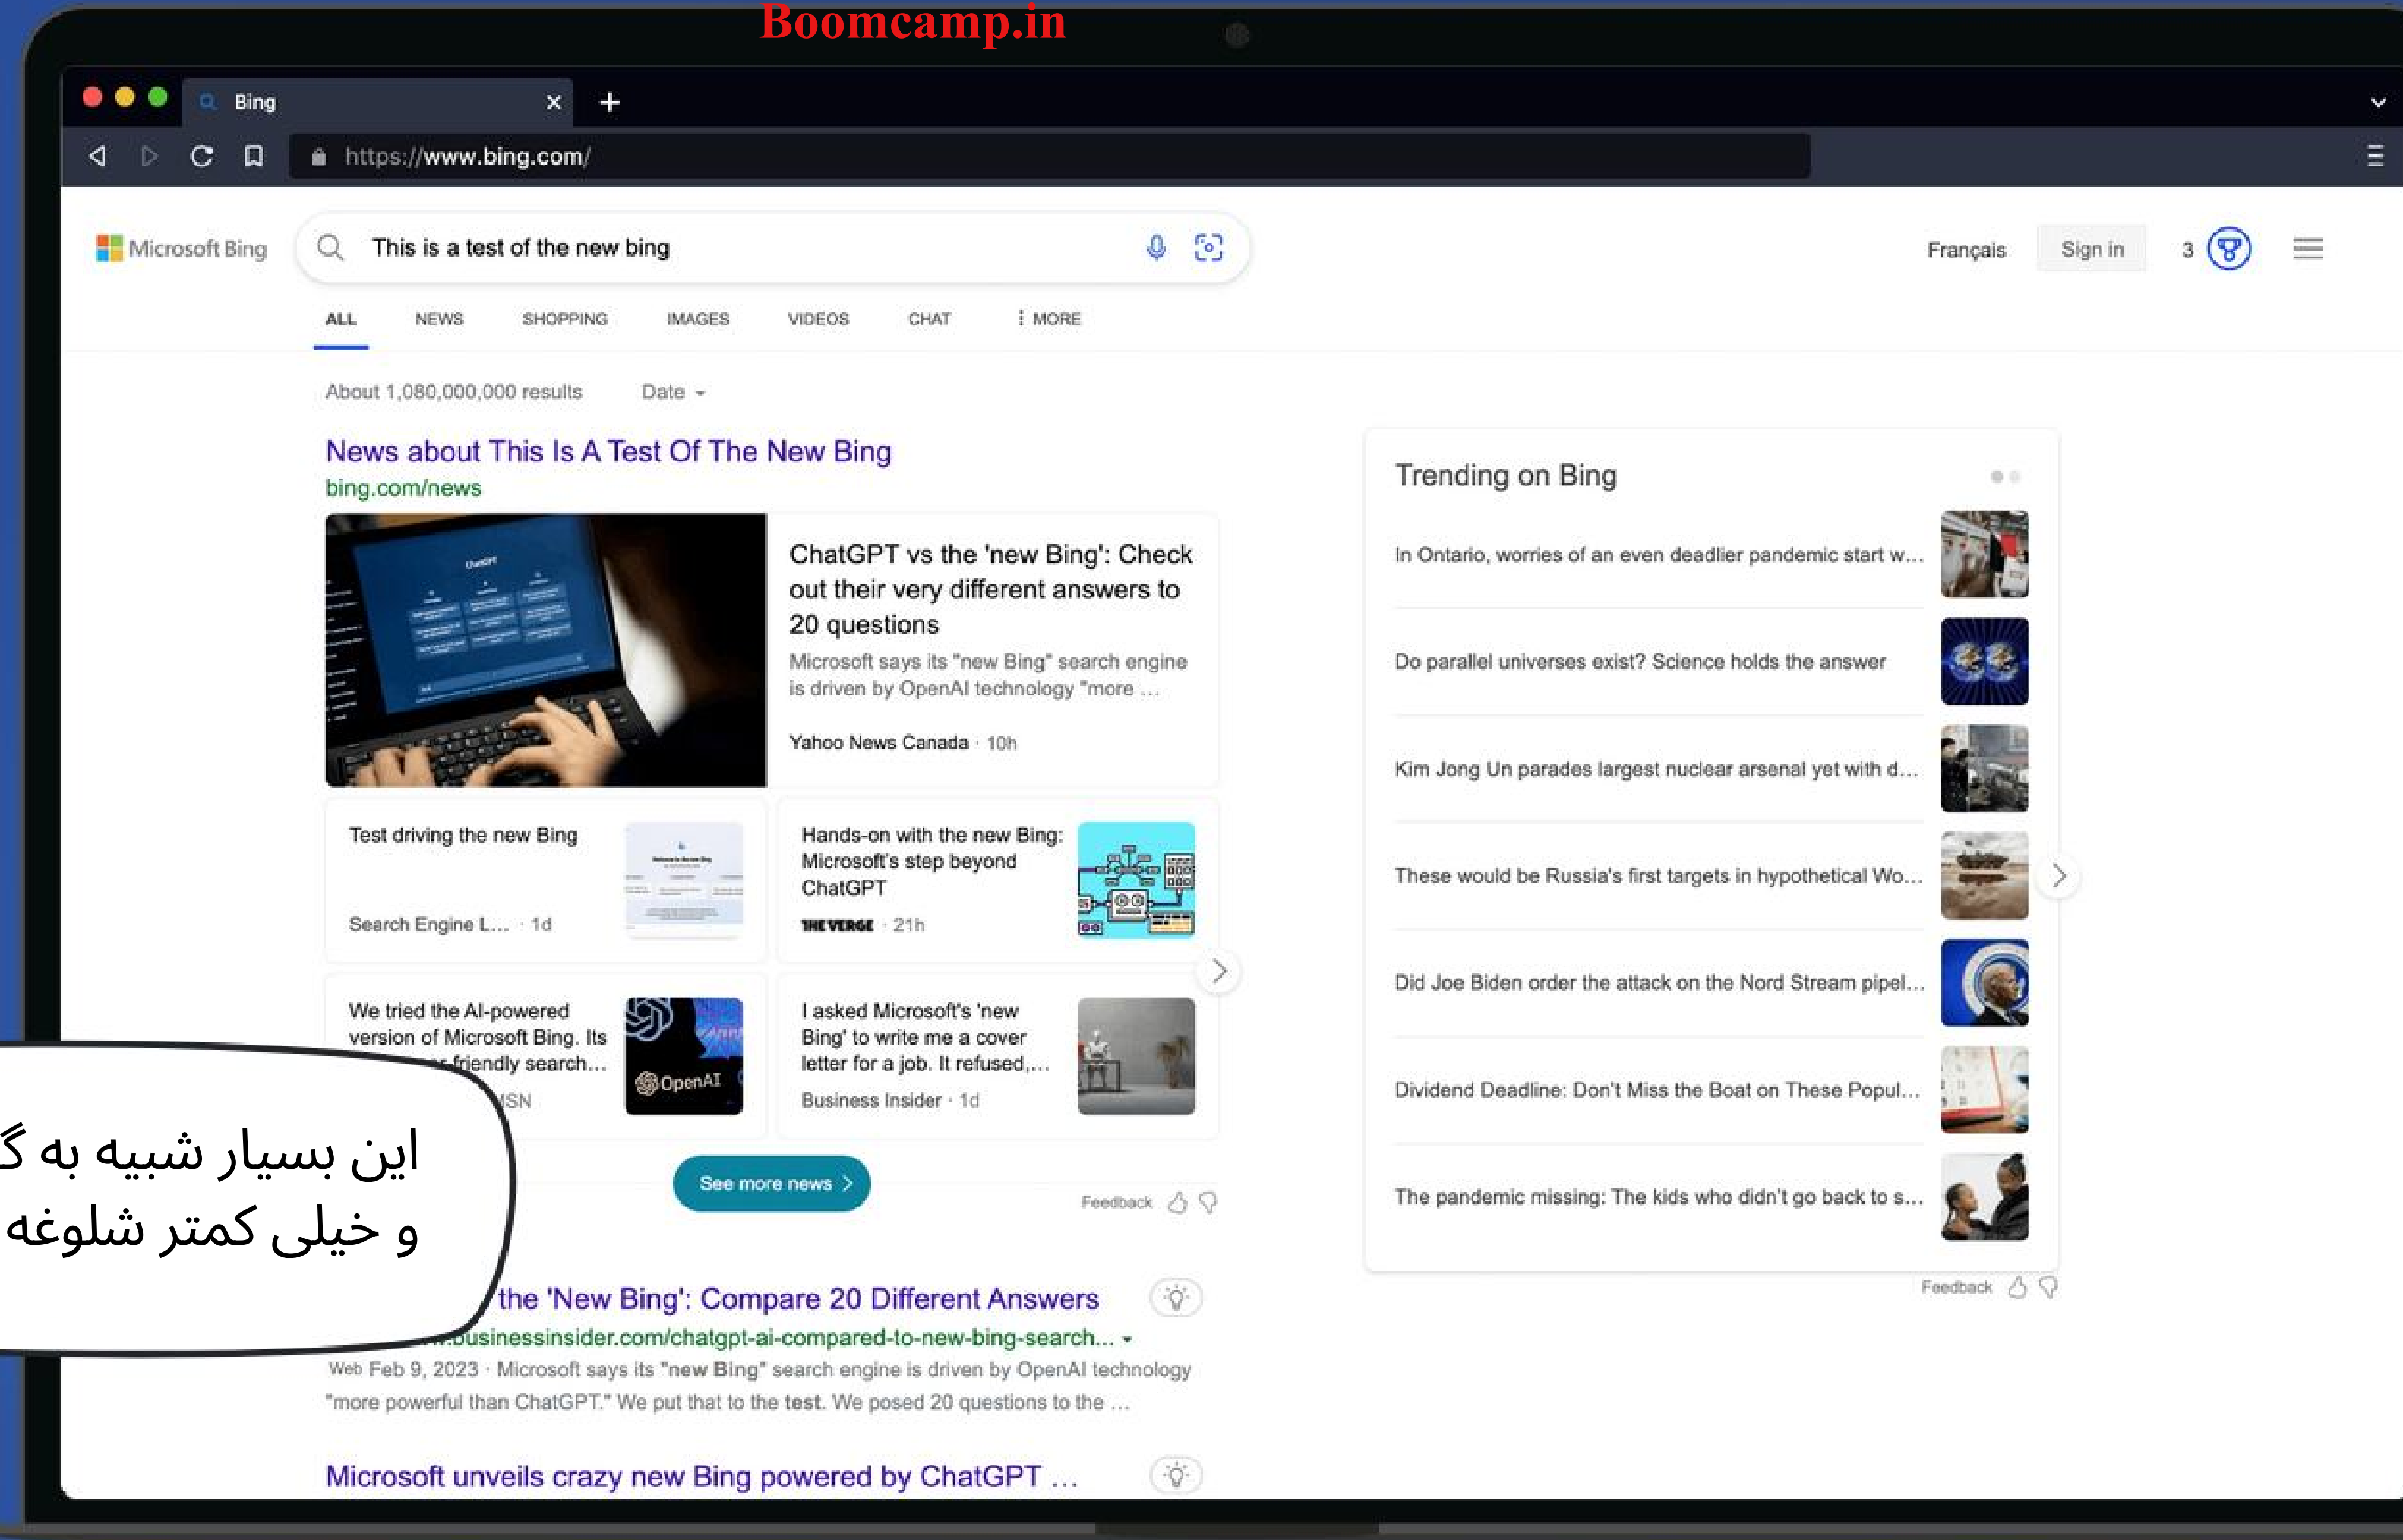 Boomcamp.in
Bing
https://www.bing.com/
Microsoft Bing
This is a test of the new bing
Français
Sign in
3
ALL
NEWS
SHOPPING
IMAGES
VIDEOS
CHAT
MORE
About 1,080,000,000 results
Date
News about This Is A Test Of The New Bing
bing.com/news
ChatGPT
ChatGPT vs the 'new Bing': Check
out their very different answers to
20 questions
Microsoft says its "new Bing" search engine
is driven by OpenAI technology "more ...
Yahoo News Canada · 10h
Test driving the new Bing
Search Engine L... · 1d
Hands-on with the new Bing:
Microsoft's step beyond
ChatGPT
THE VERGE · 21h
We tried the AI-powered
version of Microsoft Bing. Its
friendly search...
OpenAI
I asked Microsoft's 'new
Bing' to write me a cover
letter for a job. It refused,...
Business Insider · 1d
See more news
Feedback
این بسیار شبیه به
و خیلی کمتر شلوغه
the 'New Bing': Compare 20 Different Answers
businessinsider.com/chatgpt-ai-compared-to-new-bing-search...
Web Feb 9, 2023 · Microsoft says its "new Bing" search engine is driven by OpenAI technology
"more powerful than ChatGPT." We put that to the test. We posed 20 questions to the ...
Microsoft unveils crazy new Bing powered by ChatGPT ...
Trending on Bing
In Ontario, worries of an even deadlier pandemic start w...
Do parallel universes exist? Science holds the answer
Kim Jong Un parades largest nuclear arsenal yet with d...
These would be Russia's first targets in hypothetical Wo...
Did Joe Biden order the attack on the Nord Stream pipel...
Dividend Deadline: Don't Miss the Boat on These Popul...
The pandemic missing: The kids who didn't go back to s...
Feedback